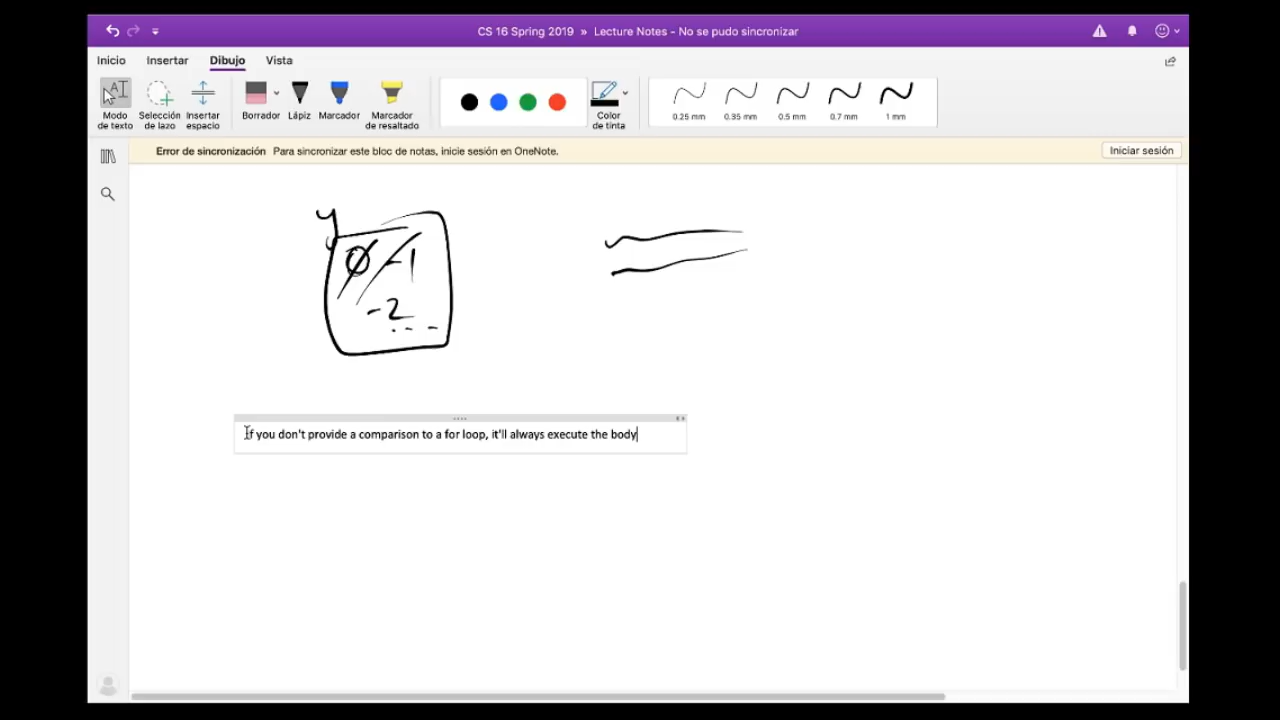 CS 16 Spring 2019 » Lecture Notes - No se pudo sincronizar
Inicio Insertar Dibujo Vista
Modo de texto
Selección de lazo
Insertar espacio
Borrador
Lápiz
Marcador
Marcador de resaltado
Color de tinta
0.25 mm 0.35 mm 0.5 mm 0.7 mm 1 mm
Error de sincronización Para sincronizar este bloc de notas, inicie sesión en OneNote.
Iniciar sesión
y
0 -1
-2
...
If you don't provide a comparison to a for loop, it'll always execute the body